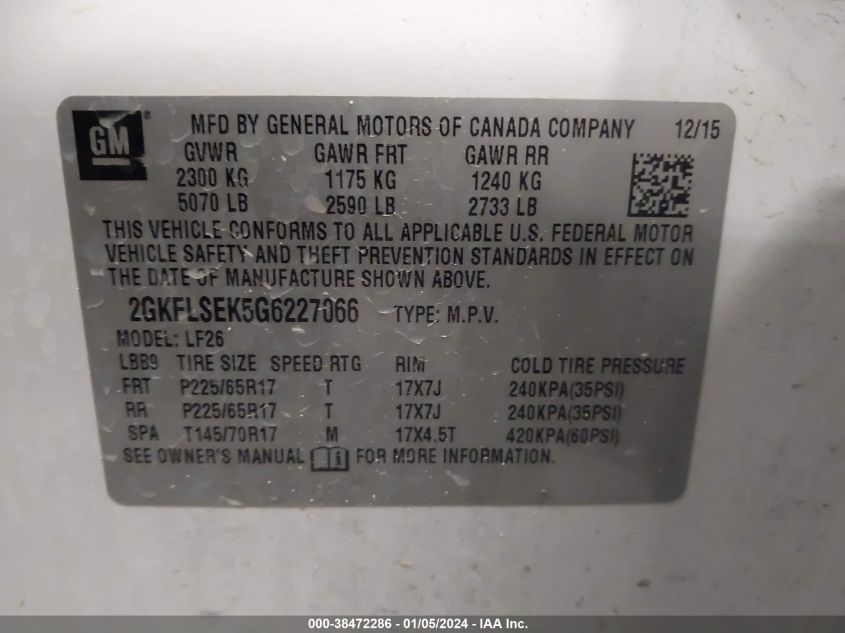 GM ® MFD BY GENERAL MOTORS OF CANADA COMPANY 12/15
GVWR GAWR FRT GAWR RR
2300 KG 1175 KG 1240 KG
5070 LB 2590 LB 2733 LB
THIS VEHICLE CONFORMS TO ALL APPLICABLE U.S. FEDERAL MOTOR
VEHICLE SAFETY AND THEFT PREVENTION STANDARDS IN EFFECT ON
THE DATE OF MANUFACTURE SHOWN ABOVE.
2GKFLSEK5G6227066 TYPE: M.P.V.
MODEL: LF26
LBB9 TIRE SIZE SPEED RTG RIM COLD TIRE PRESSURE
FRT P225/65R17 T 17X7J 240KPA(35PSI)
RR P225/65R17 T 17X7J 240KPA(35PSI)
SPA T145/70R17 M 17X4.5T 420KPA(60PSI)
SEE OWNER'S MANUAL i FOR MORE INFORMATION.
000-38472286 - 01/05/2024 - IAA Inc.